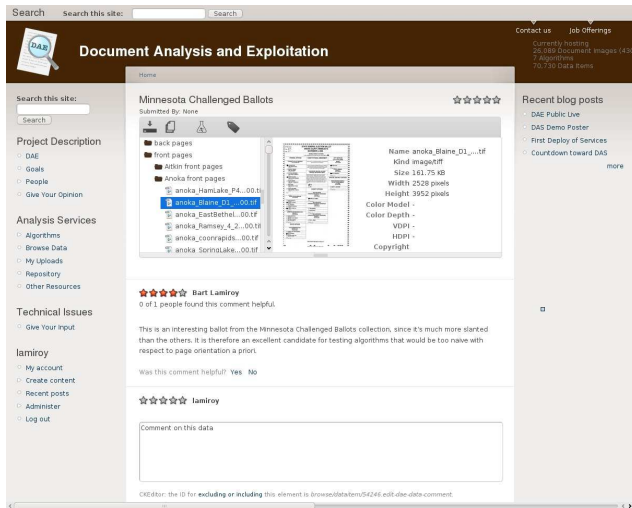 Search
Search this site:
Search
Contact us
Job Offerings
DAE
Document Analysis and Exploitation
Currently hosting
26,089 Document Images (430
7 Algorithms
70,730 Data Items
Home
Search this site:
Search
Project Description
DAE
Goals
People
Give Your Opinion
Analysis Services
Algorithms
Browse Data
My Uploads
Repository
Other Resources
Technical Issues
Give Your Input
lamiroy
My account
Create content
Recent posts
Administer
Log out
Minnesota Challenged Ballots
Submitted By: None
back pages
front pages
Aitkin front pages
Anoka front pages
anoka_HamLake_P4...00.ti
anoka_Blaine_D1_...00.tif
anoka_EastBethel...00.tif
anoka_Ramsey_4_2...00.tif
anoka_coonrapids...00.tif
anoka_SpringLake...00.tif
Name anoka_Blaine_D1_....tif
Kind image/tiff
Size 161.75 KB
Width 2528 pixels
Height 3952 pixels
Color Model -
Color Depth -
VDPI -
HDPI -
Copyright
Bart Lamiroy
0 of 1 people found this comment helpful.
This is an interesting ballot from the Minnesota Challenged Ballots collection, since it's much more slanted
than the others. It is therefore an excellent candidate for testing algorithms that would be too naive with
respect to page orientation a priori.
Was this comment helpful? Yes No
lamiroy
Comment on this data
CKEditor: the ID for excluding or including this element is browse/dataitem/54246.edit-dae-data-comment.
Recent blog posts
DAE Public Live
DAS Demo Poster
First Deploy of Services
Countdown toward DAS
more